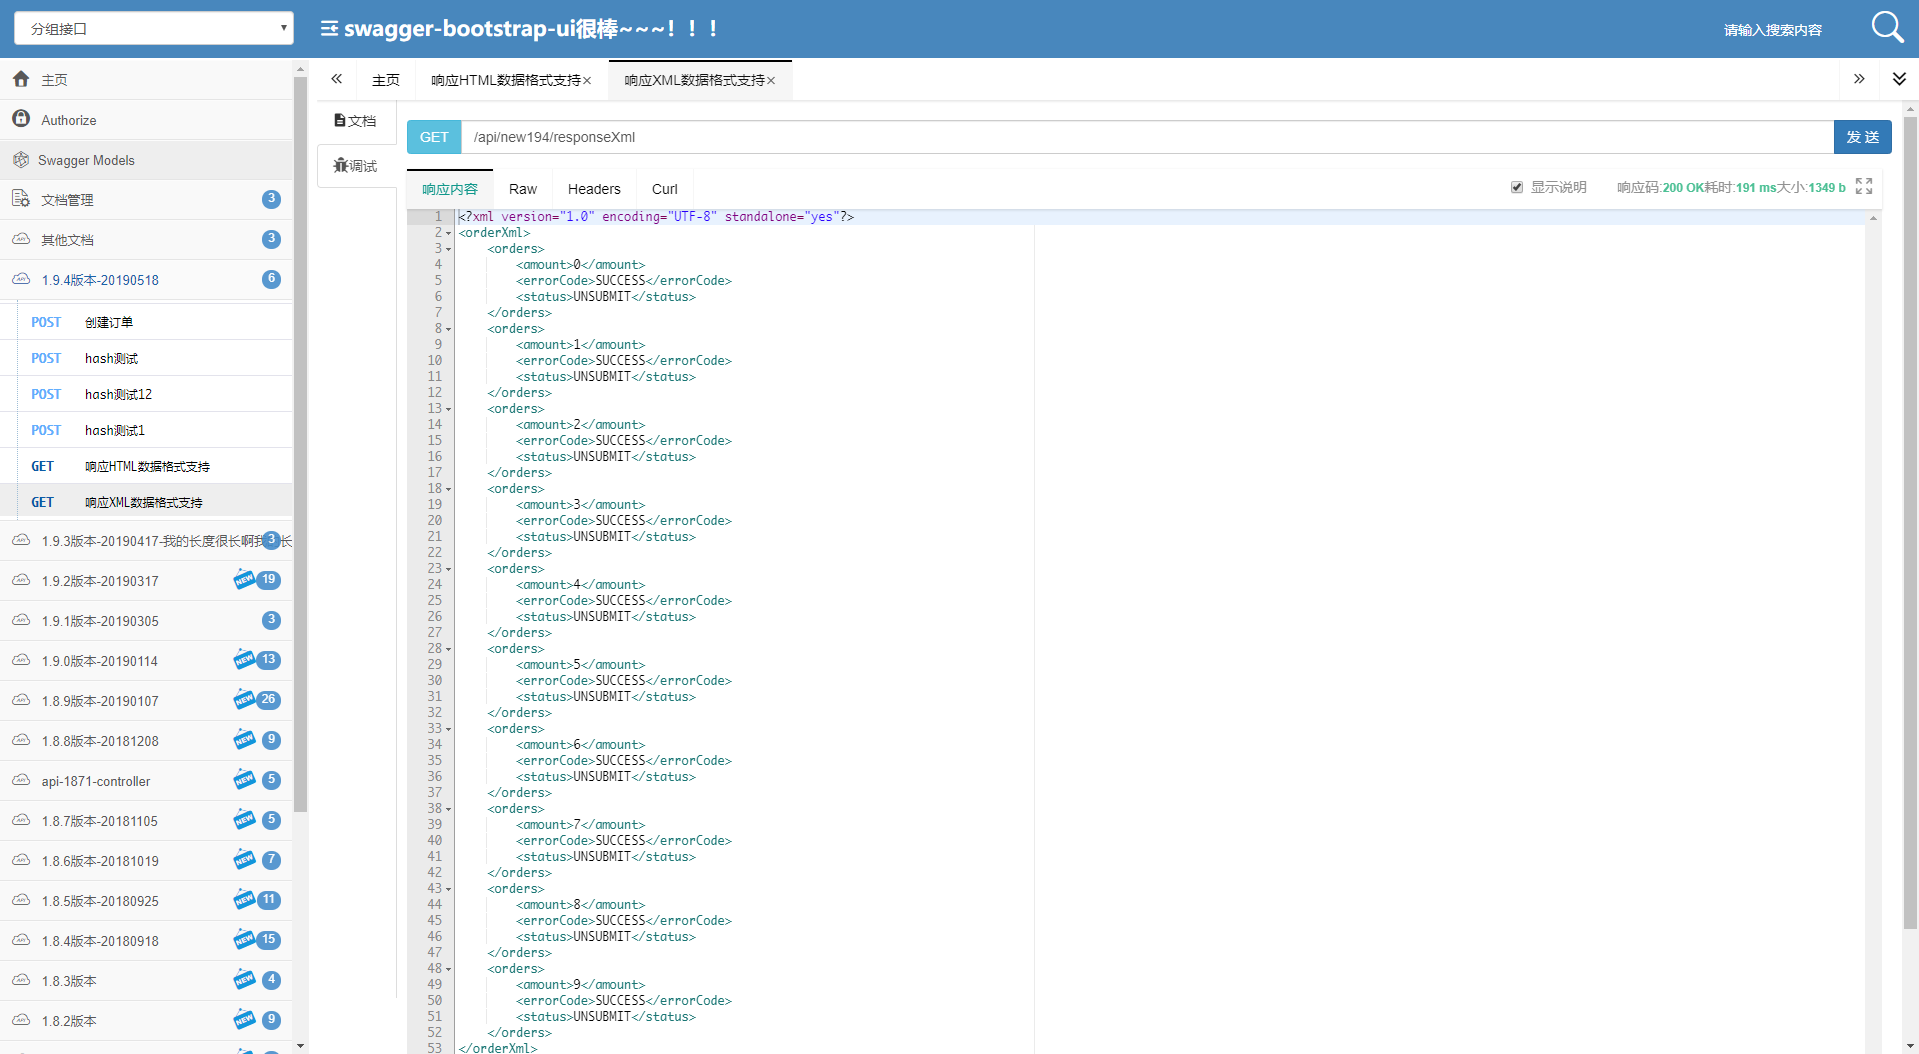 分组接口
swagger-bootstrap-ui很棒~~~！！！
请输入搜索内容
主页
Authorize
Swagger Models
文档管理 3
其他文档 3
1.9.4版本-20190518 6
POST 创建订单
POST hash测试
POST hash测试12
POST hash测试1
GET 响应HTML数据格式支持
GET 响应XML数据格式支持
1.9.3版本-20190417-我的长度很长啊我 3 长
1.9.2版本-20190317 NEW 19
1.9.1版本-20190305 3
1.9.0版本-20190114 NEW 13
1.8.9版本-20190107 NEW 26
1.8.8版本-20181208 NEW 9
api-1871-controller NEW 5
1.8.7版本-20181105 NEW 5
1.8.6版本-20181019 NEW 7
1.8.5版本-20180925 NEW 11
1.8.4版本-20180918 NEW 15
1.8.3版本 NEW 4
1.8.2版本 NEW 9
主页 响应HTML数据格式支持× 响应XML数据格式支持×
文档
调试
GET /api/new194/responseXml 发 送
响应内容 Raw Headers Curl
显示说明 响应码:200 OK耗时:191 ms大小:1349 b
1 <?xml version="1.0" encoding="UTF-8" standalone="yes"?>
2 <orderXml>
3 <orders>
4 <amount>0</amount>
5 <errorCode>SUCCESS</errorCode>
6 <status>UNSUBMIT</status>
7 </orders>
8 <orders>
9 <amount>1</amount>
10 <errorCode>SUCCESS</errorCode>
11 <status>UNSUBMIT</status>
12 </orders>
13 <orders>
14 <amount>2</amount>
15 <errorCode>SUCCESS</errorCode>
16 <status>UNSUBMIT</status>
17 </orders>
18 <orders>
19 <amount>3</amount>
20 <errorCode>SUCCESS</errorCode>
21 <status>UNSUBMIT</status>
22 </orders>
23 <orders>
24 <amount>4</amount>
25 <errorCode>SUCCESS</errorCode>
26 <status>UNSUBMIT</status>
27 </orders>
28 <orders>
29 <amount>5</amount>
30 <errorCode>SUCCESS</errorCode>
31 <status>UNSUBMIT</status>
32 </orders>
33 <orders>
34 <amount>6</amount>
35 <errorCode>SUCCESS</errorCode>
36 <status>UNSUBMIT</status>
37 </orders>
38 <orders>
39 <amount>7</amount>
40 <errorCode>SUCCESS</errorCode>
41 <status>UNSUBMIT</status>
42 </orders>
43 <orders>
44 <amount>8</amount>
45 <errorCode>SUCCESS</errorCode>
46 <status>UNSUBMIT</status>
47 </orders>
48 <orders>
49 <amount>9</amount>
50 <errorCode>SUCCESS</errorCode>
51 <status>UNSUBMIT</status>
52 </orders>
53 </orderXml>